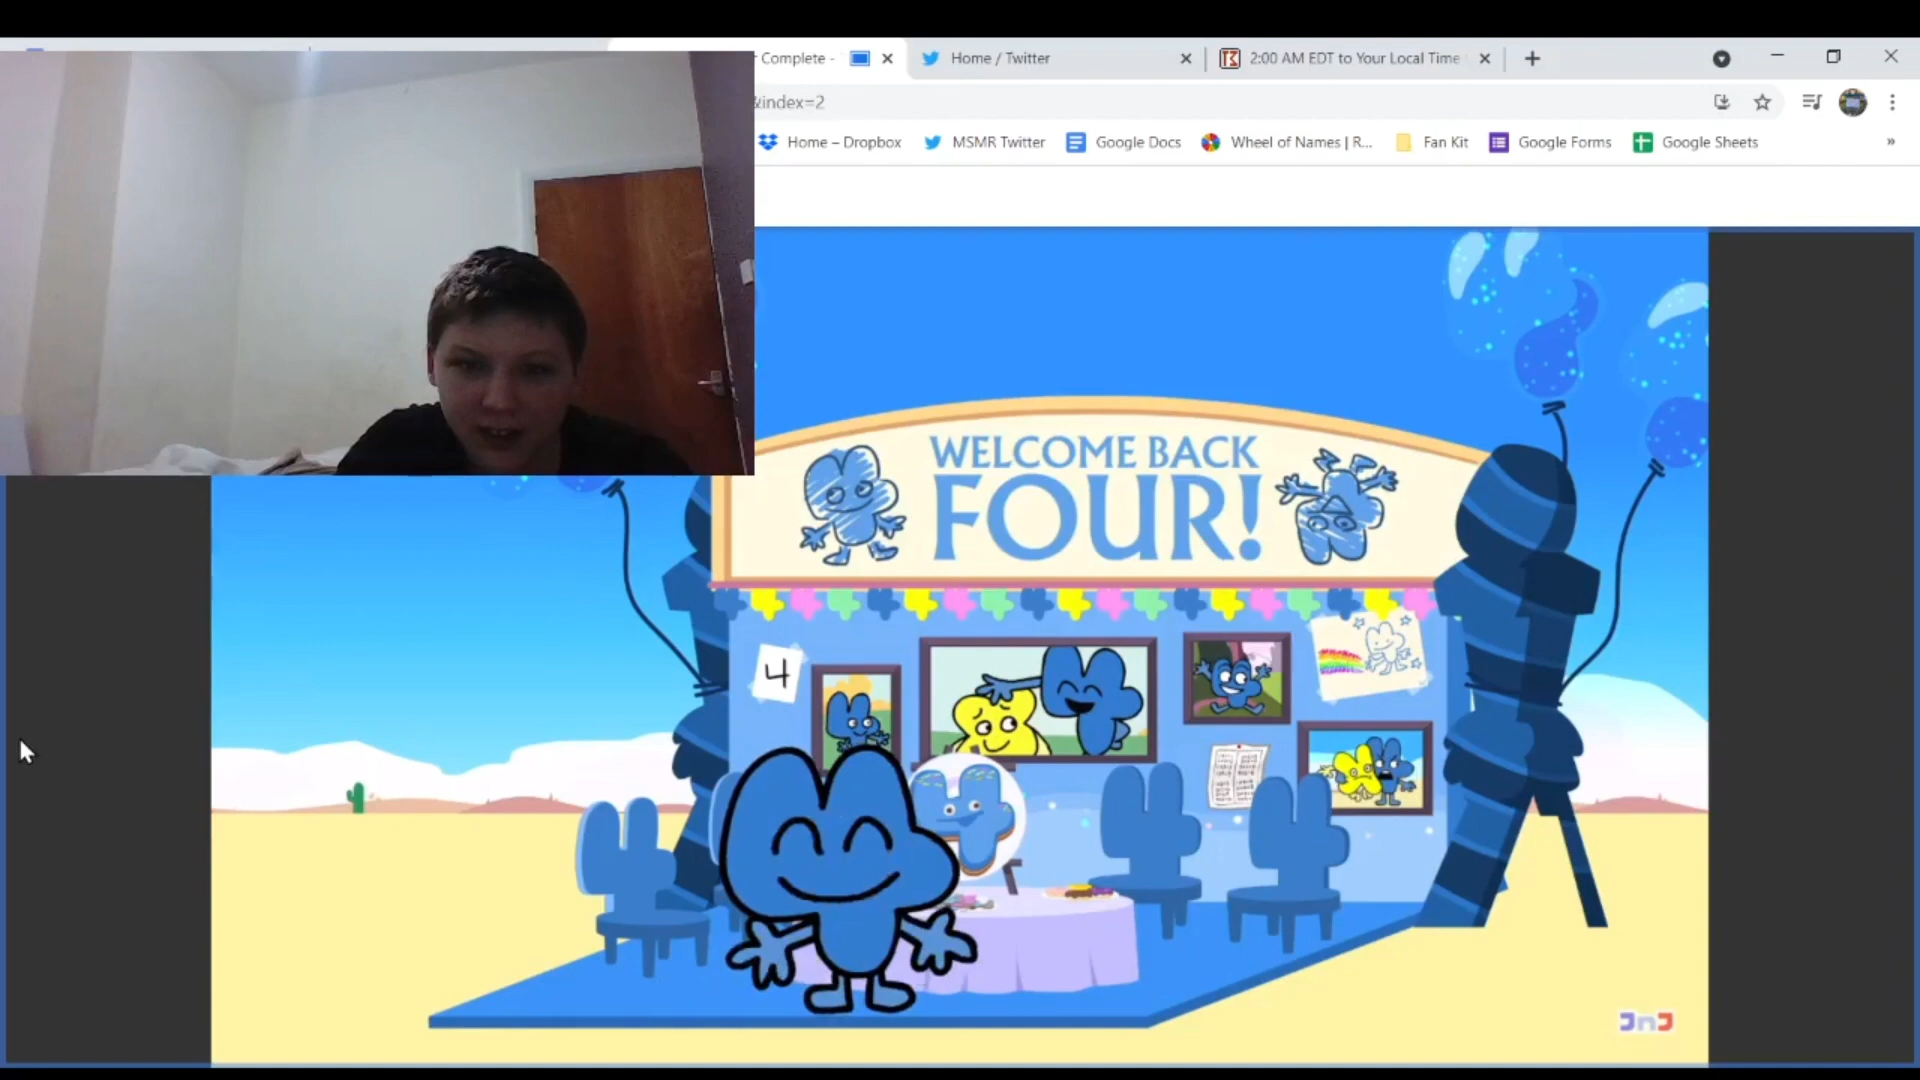 Complete -
Home / Twitter
2:00 AM EDT to Your Local Time
&index=2
Home – Dropbox
MSMR Twitter
Google Docs
Wheel of Names | R...
Fan Kit
Google Forms
Google Sheets
»
WELCOME BACK
FOUR!
4